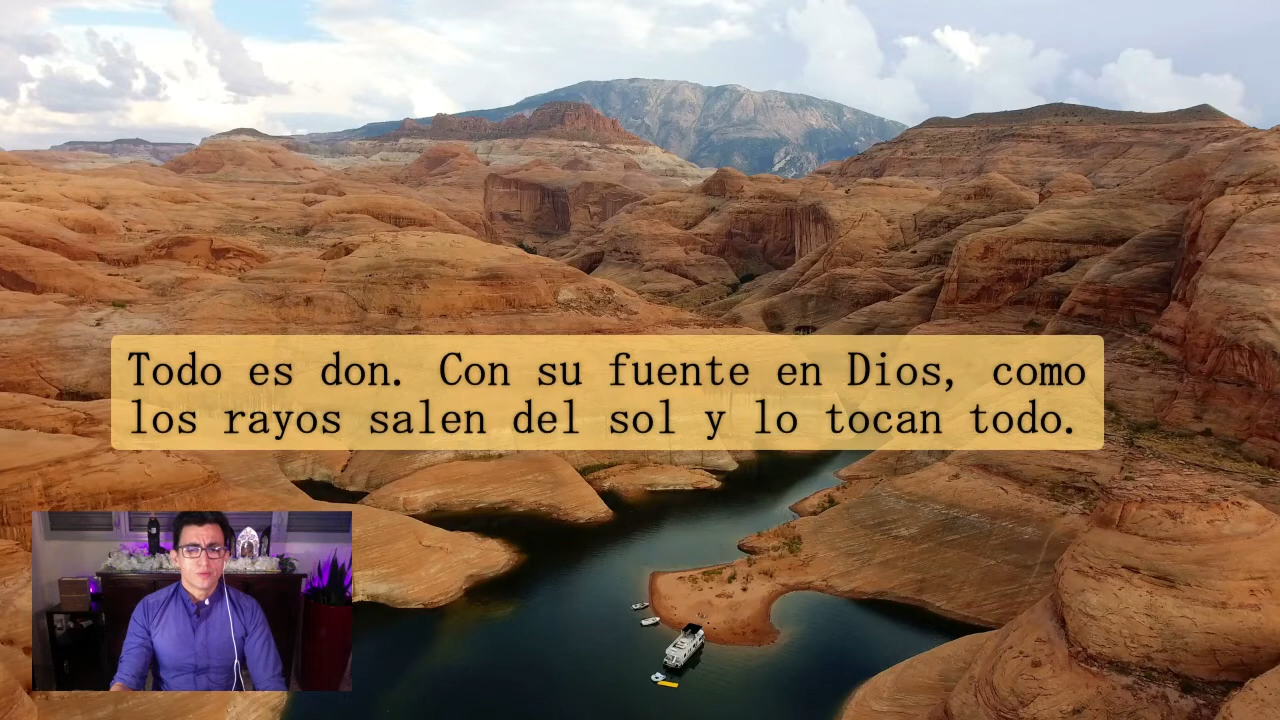 Todo es don. Con su fuente en Dios, como
los rayos salen del sol y lo tocan todo.